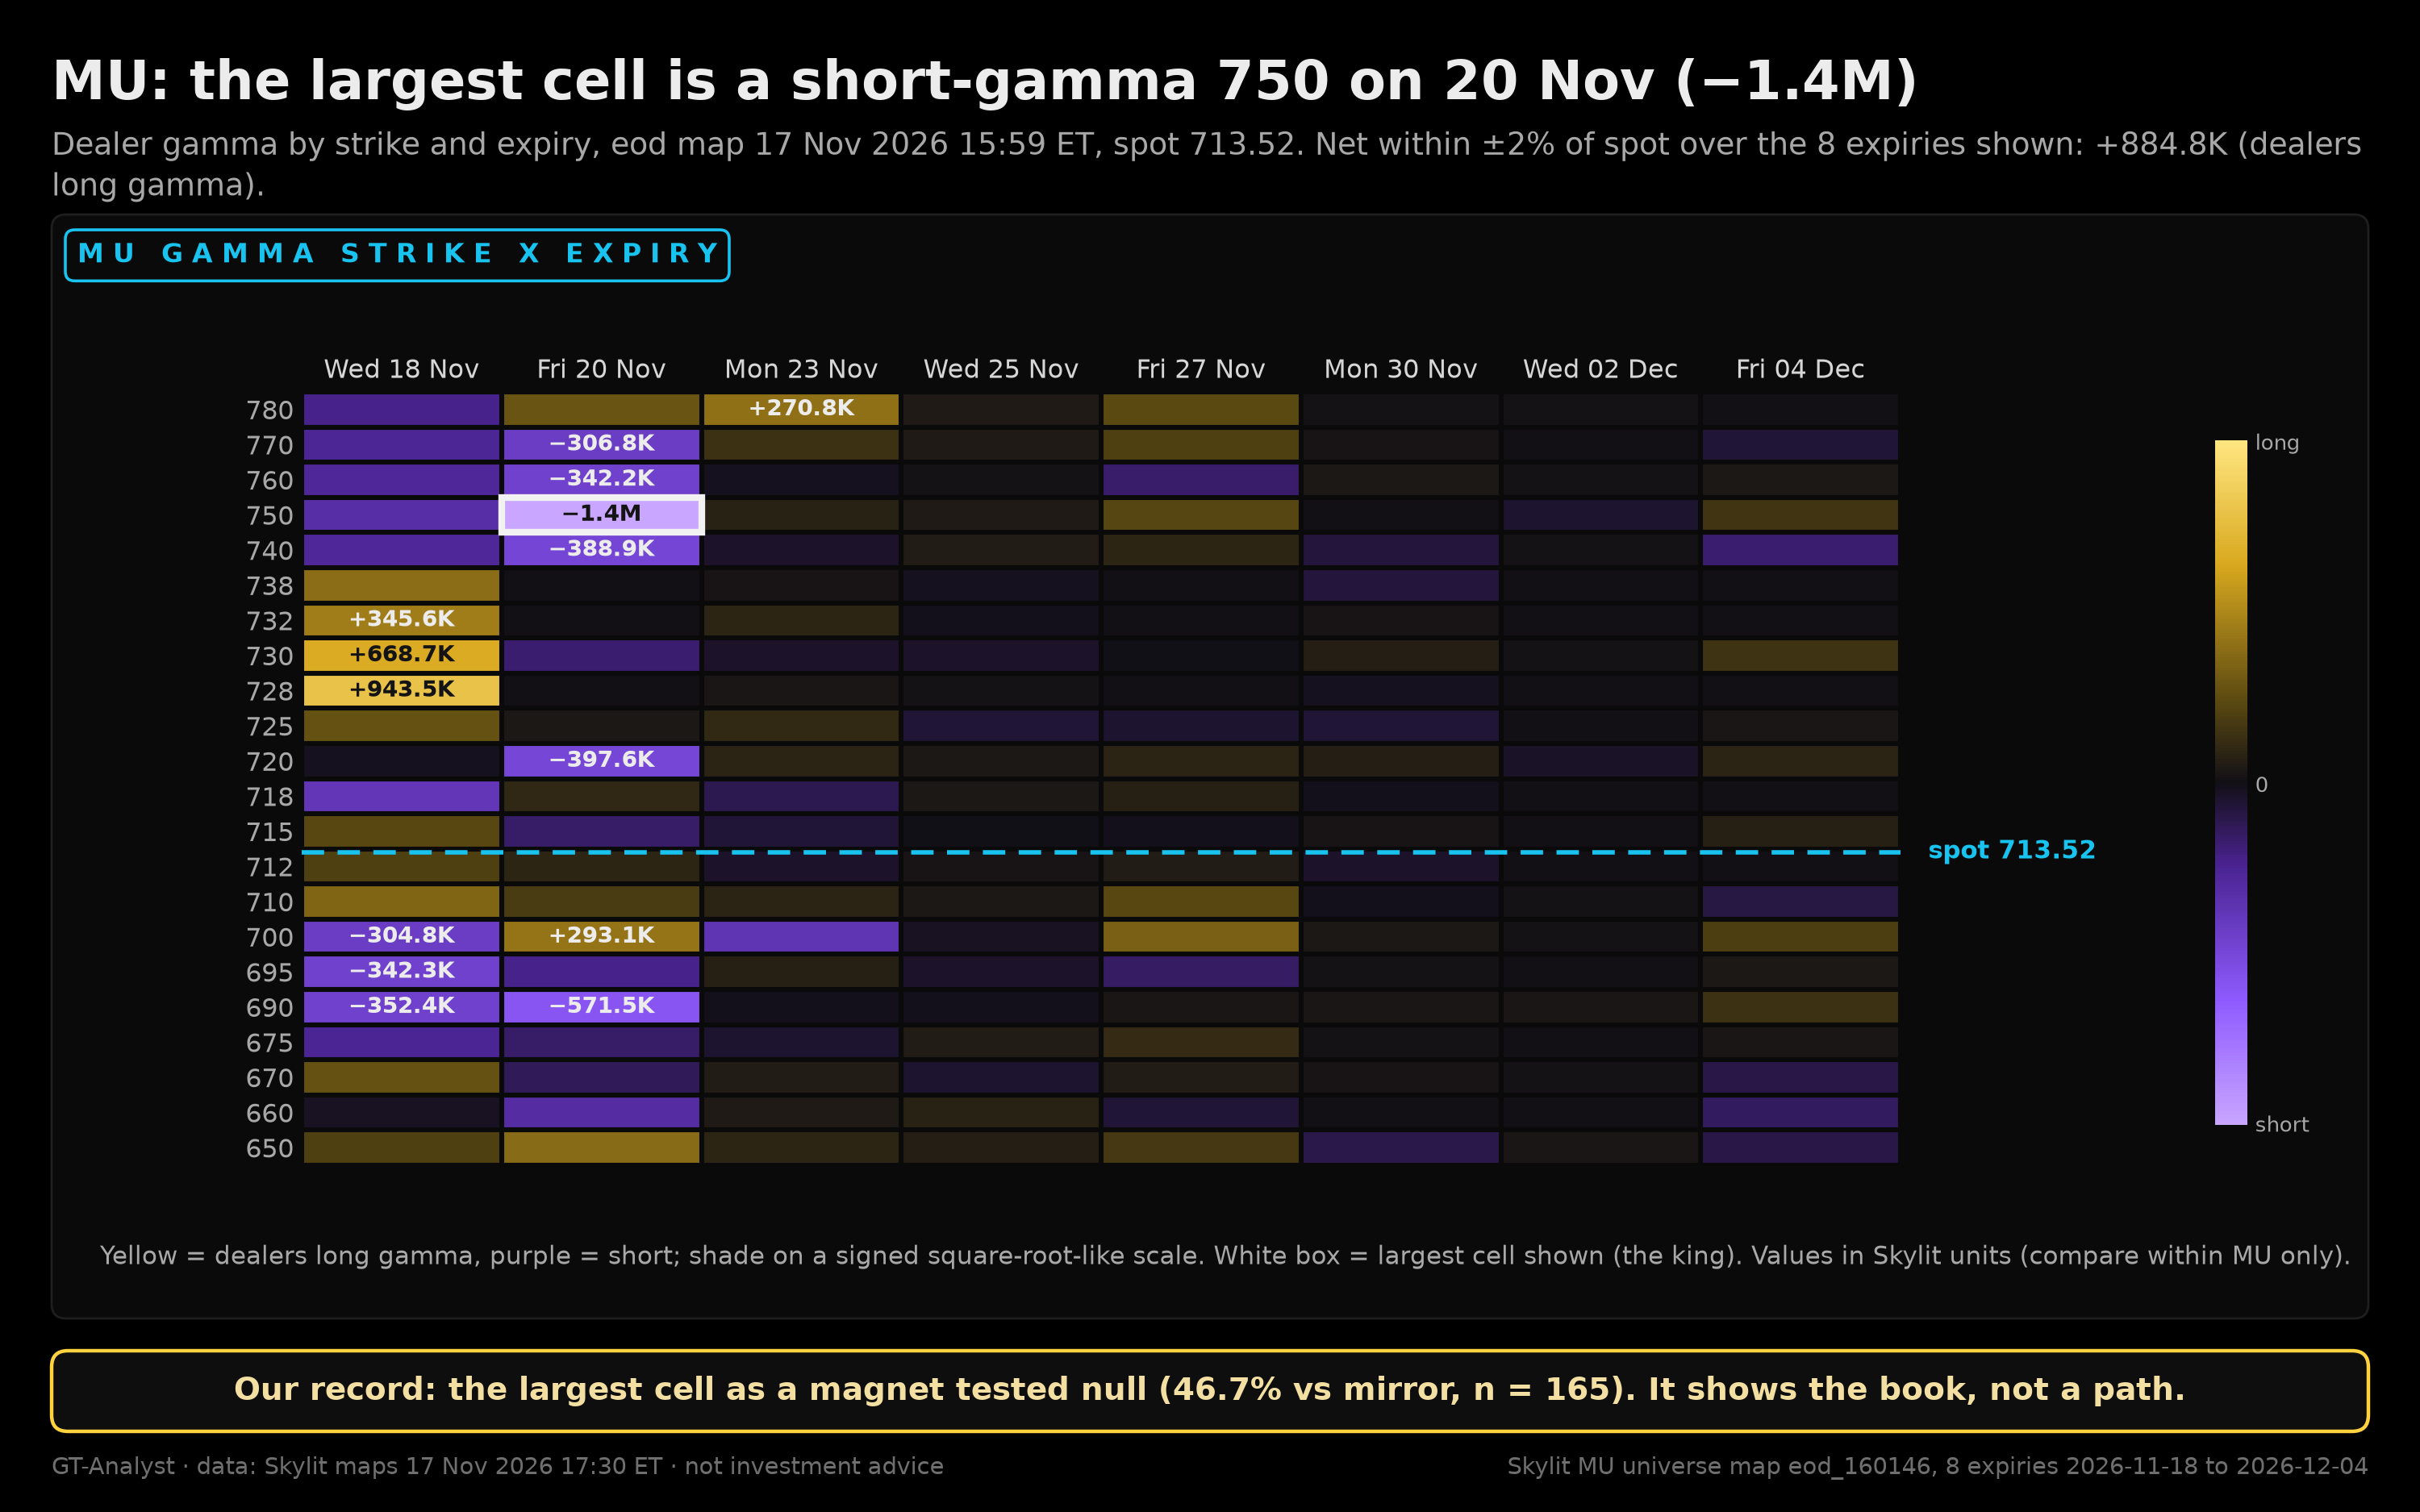 MU: the largest cell is a short-gamma 750 on 20 Nov (−1.4M)
Dealer gamma by strike and expiry, eod map 17 Nov 2026 15:59 ET, spot 713.52. Net within ±2% of spot over the 8 expiries shown: +884.8K (dealers
long gamma).
MU GAMMA STRIKE X EXPIRY
Wed 18 Nov Fri 20 Nov Mon 23 Nov Wed 25 Nov Fri 27 Nov Mon 30 Nov Wed 02 Dec Fri 04 Dec
780 +270.8K
770 −306.8K
long
760 −342.2K
750 −1.4M
740 −388.9K
738
732 +345.6K
730 +668.7K
728 +943.5K
725
720 −397.6K
0
718
715
spot 713.52
712
710
700 −304.8K +293.1K
695 −342.3K
690 −352.4K −571.5K
675
670
660
short
650
Yellow = dealers long gamma, purple = short; shade on a signed square-root-like scale. White box = largest cell shown (the king). Values in Skylit units (compare within MU only).
Our record: the largest cell as a magnet tested null (46.7% vs mirror, n = 165). It shows the book, not a path.
GT-Analyst · data: Skylit maps 17 Nov 2026 17:30 ET · not investment advice
Skylit MU universe map eod_160146, 8 expiries 2026-11-18 to 2026-12-04